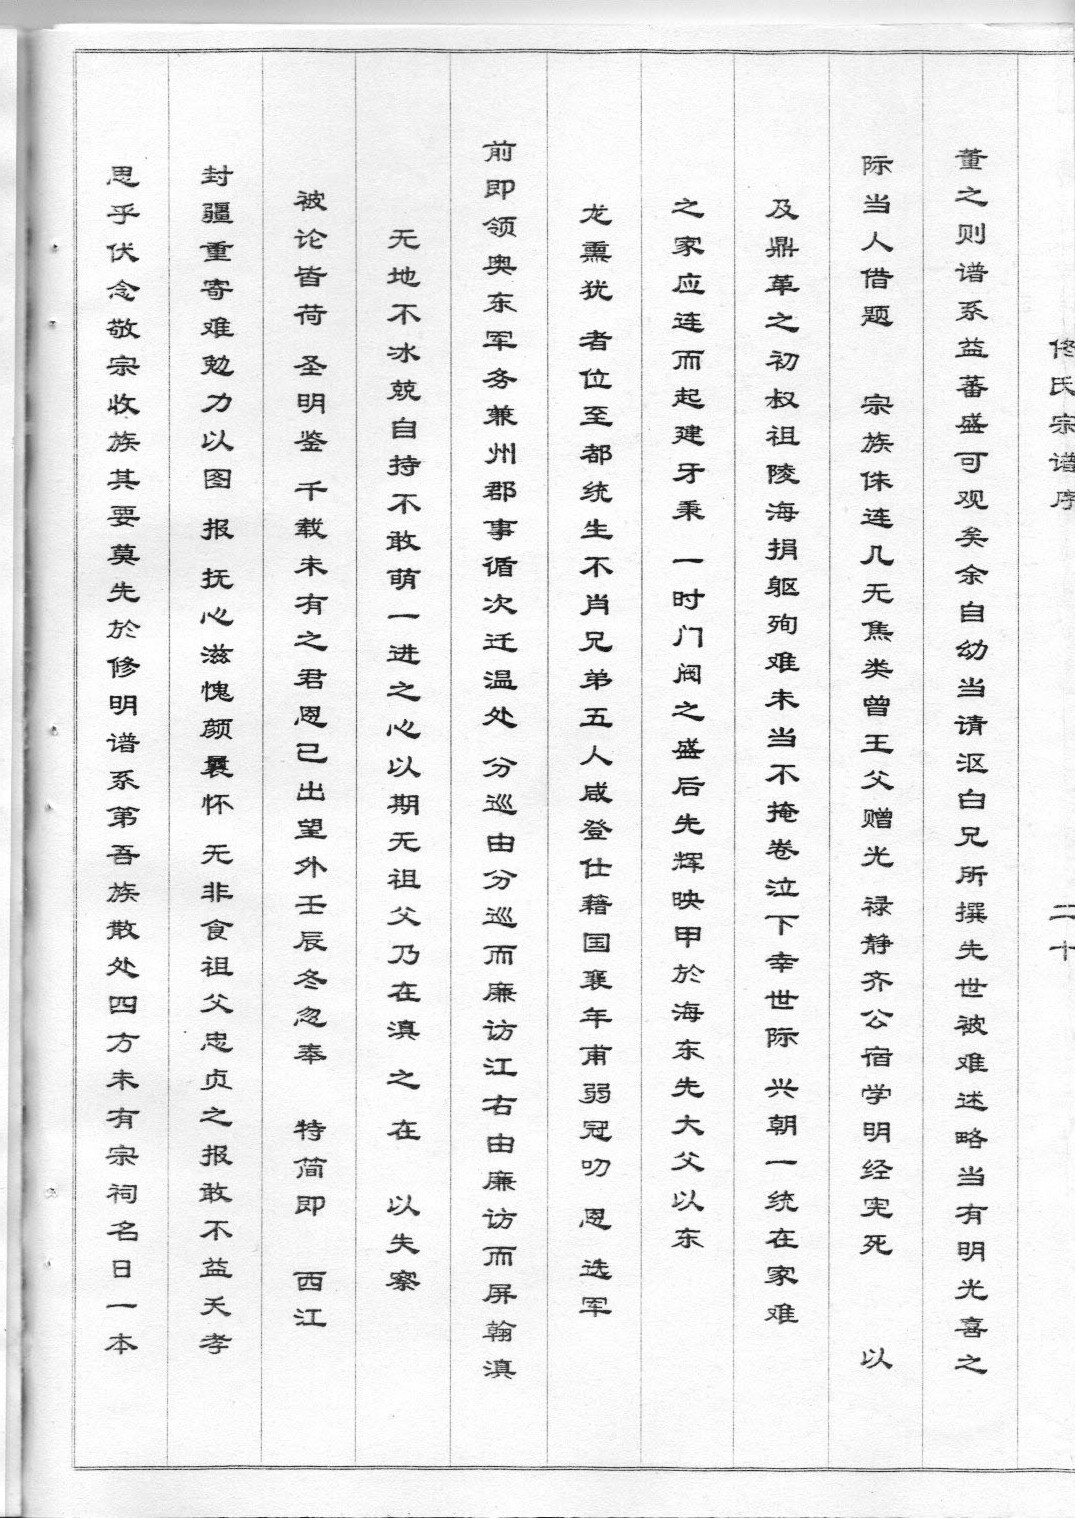 佟氏宗谱序 二十
董之则谱系益蕃盛可观矣余自幼当请沤白兄所撰先世被难述略当有明光喜之
际当人借题 宗族侏连几无焦类曾王父赠光 禄静齐公宿学明经宪死 以
及鼎革之初叔祖陵海捐躯殉难未当不掩卷泣下幸世际 兴朝一统在家难
之家应连而起建牙秉 一时门阀之盛后先辉映甲於海东先大父以东
龙熏犹 者位至都统生不肖兄弟五人咸登仕藉国襄年甫弱冠叨 恩 选军
前即领奥东军务兼州郡事循次迁温处 分巡由分巡而廉访江右由廉访而屏翰滇
无地不冰兢自持不敢萌一进之心以期无祖父乃在滇 之 在 以失察
被论皆荷 圣明鉴 千载未有之君恩已出望外壬辰冬忽奉 特简即 西江
封疆重寄难勉力以图 报 抚心滋愧颜曩怀 无非食祖父忠贞之报敢不益天孝
思乎伏念敬宗收族其要莫先於修明谱系第吾族散处四方未有宗祠名日一本